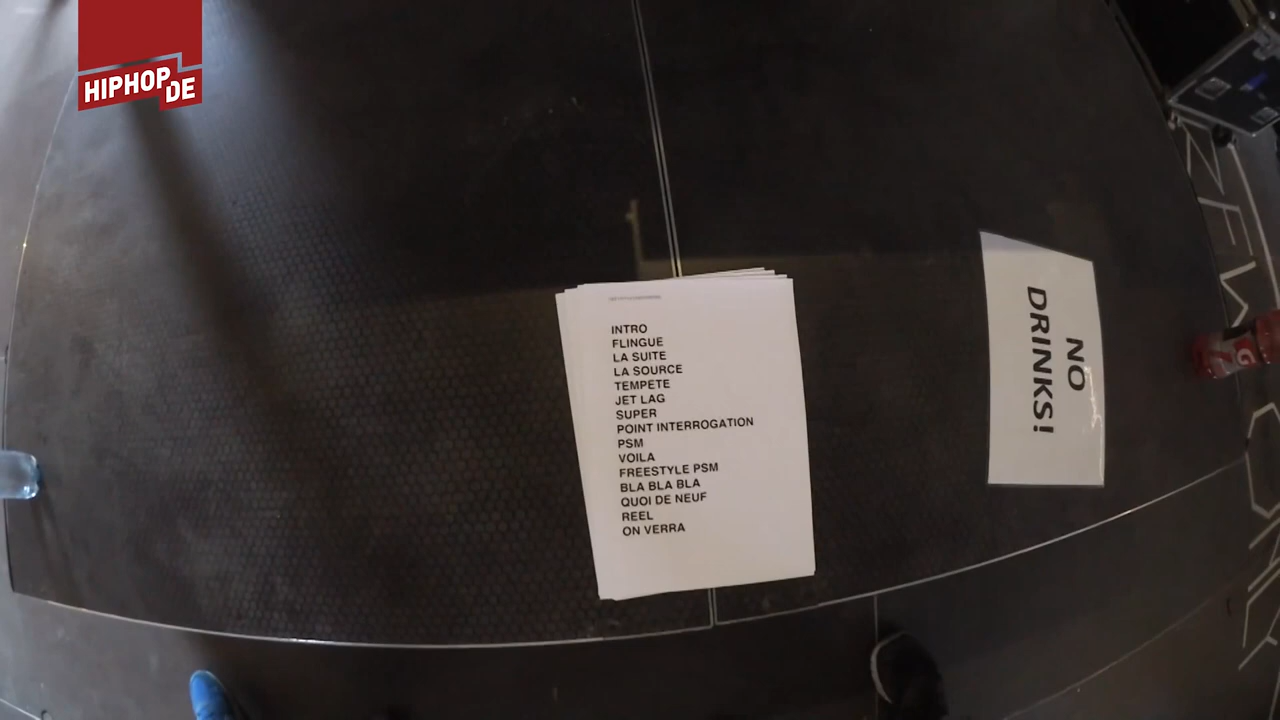 HIPHOP
DE
INTRO
FLINGUE
LA SUITE
LA SOURCE
TEMPETE
JET LAG
SUPER
POINT INTERROGATION
PSM
VOILA
FREESTYLE PSM
BLA BLA BLA
QUOI DE NEUF
REEL
ON VERRA
NO
DRINKS!